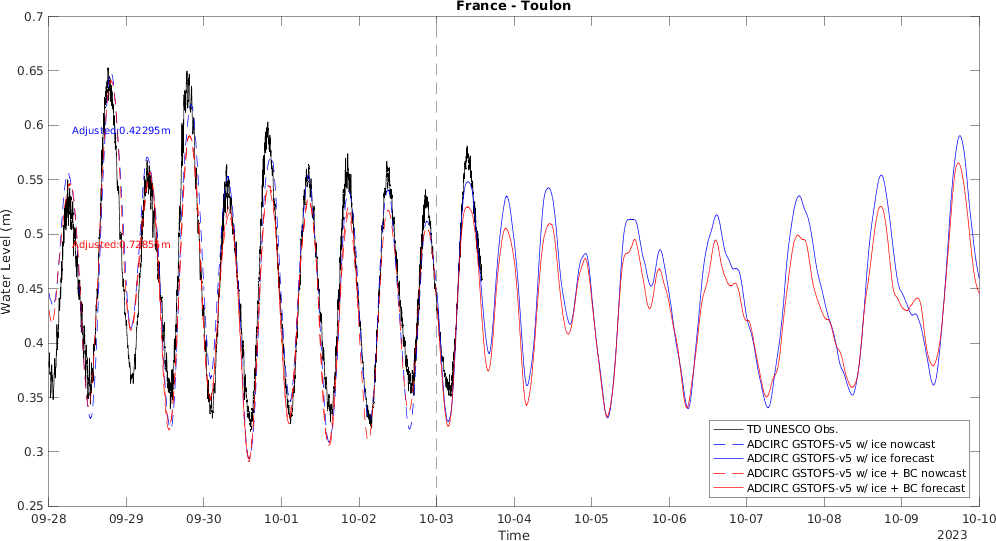 France - Toulon
0.7
0.65
0.6
0.55
0.5
0.45
0.4
0.35
0.3
0.25
Water Level (m)
Adjusted:0.42295m
Adjusted:0.72855m
TD UNESCO Obs.
ADCIRC GSTOFS-v5 w/ ice nowcast
ADCIRC GSTOFS-v5 w/ ice forecast
ADCIRC GSTOFS-v5 w/ ice + BC nowcast
ADCIRC GSTOFS-v5 w/ ice + BC forecast
09-28 09-29 09-30 10-01 10-02 10-03 10-04 10-05 10-06 10-07 10-08 10-09 10-10
Time
2023